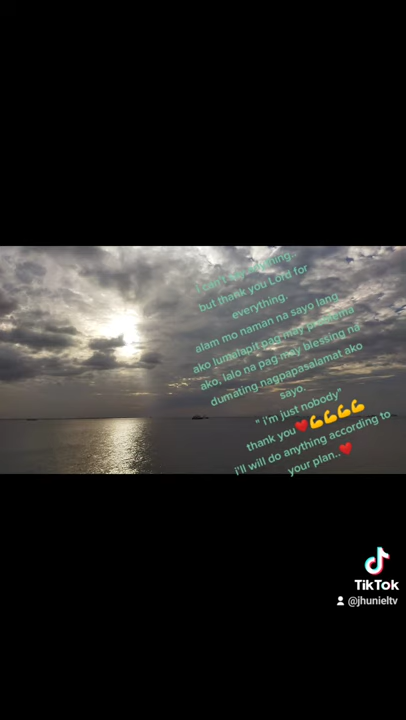 i can't say anything.
but thank you Lord for
everything.
alam mo naman na sayo lang
ako lumalapit pag may problema
ako, lalo na pag may blessing na
dumating nagpapasalamat ako
sayo.
" i'm just nobody"
thank you❤️💪💪💪💪
i'll will do anything according to
your plan..❤️
TikTok
@jhunieltv